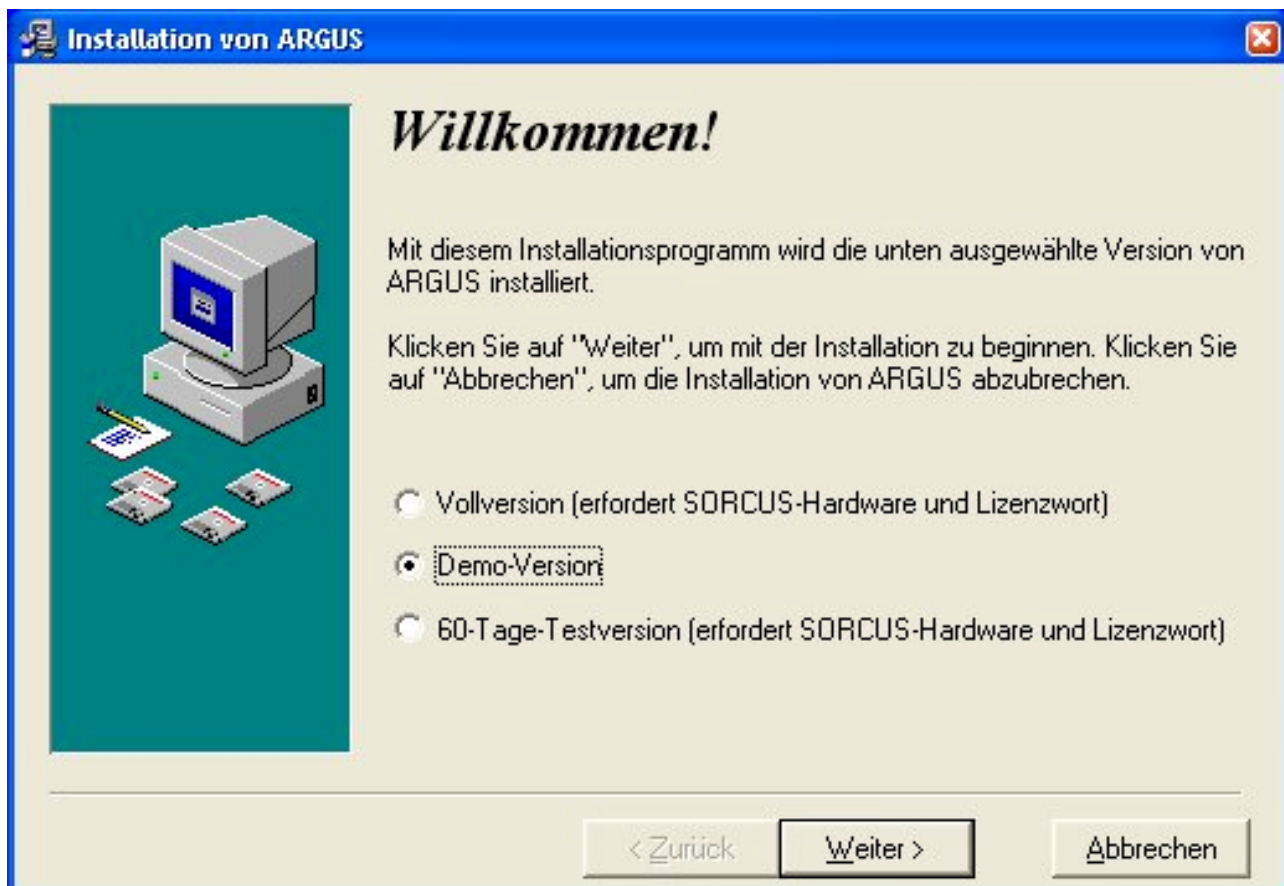 Installation von ARGUS
Willkommen!
Mit diesem Installationsprogramm wird die unten ausgewählte Version von
ARGUS installiert.
Klicken Sie auf "Weiter", um mit der Installation zu beginnen. Klicken Sie
auf "Abbrechen", um die Installation von ARGUS abzubrechen.
Vollversion (erfordert SORCUS-Hardware und Lizenzwort)
Demo-Version
60-Tage-Testversion (erfordert SORCUS-Hardware und Lizenzwort)
< Zurück   Weiter >   Abbrechen